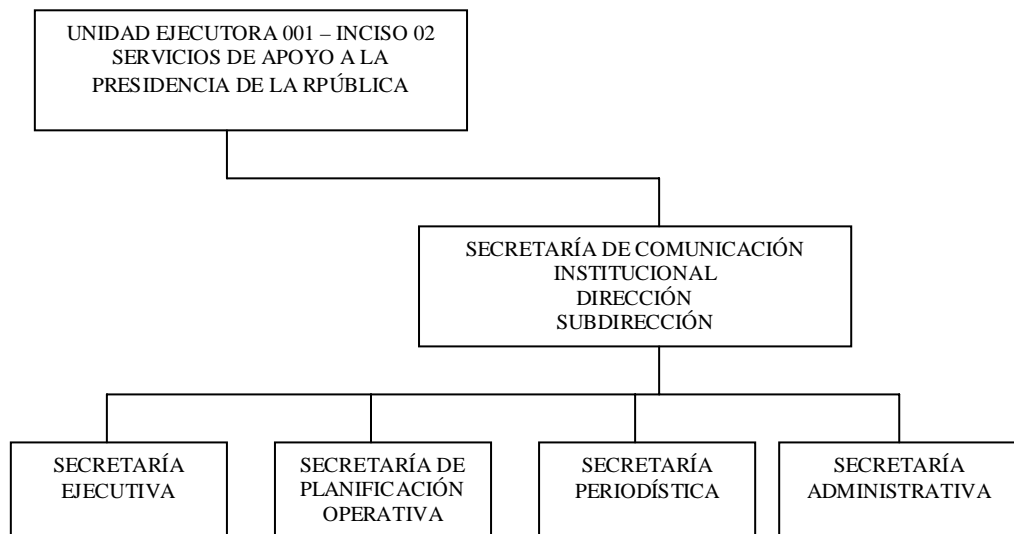 UNIDAD EJECUTORA 001 – INCISO 02
SERVICIOS DE APOYO A LA
PRESIDENCIA DE LA RPÚBLICA
SECRETARÍA DE COMUNICACIÓN
INSTITUCIONAL
DIRECCIÓN
SUBDIRECCIÓN
SECRETARÍA
EJECUTIVA
SECRETARÍA DE
PLANIFICACIÓN
OPERATIVA
SECRETARÍA
PERIODÍSTICA
SECRETARÍA
ADMINISTRATIVA